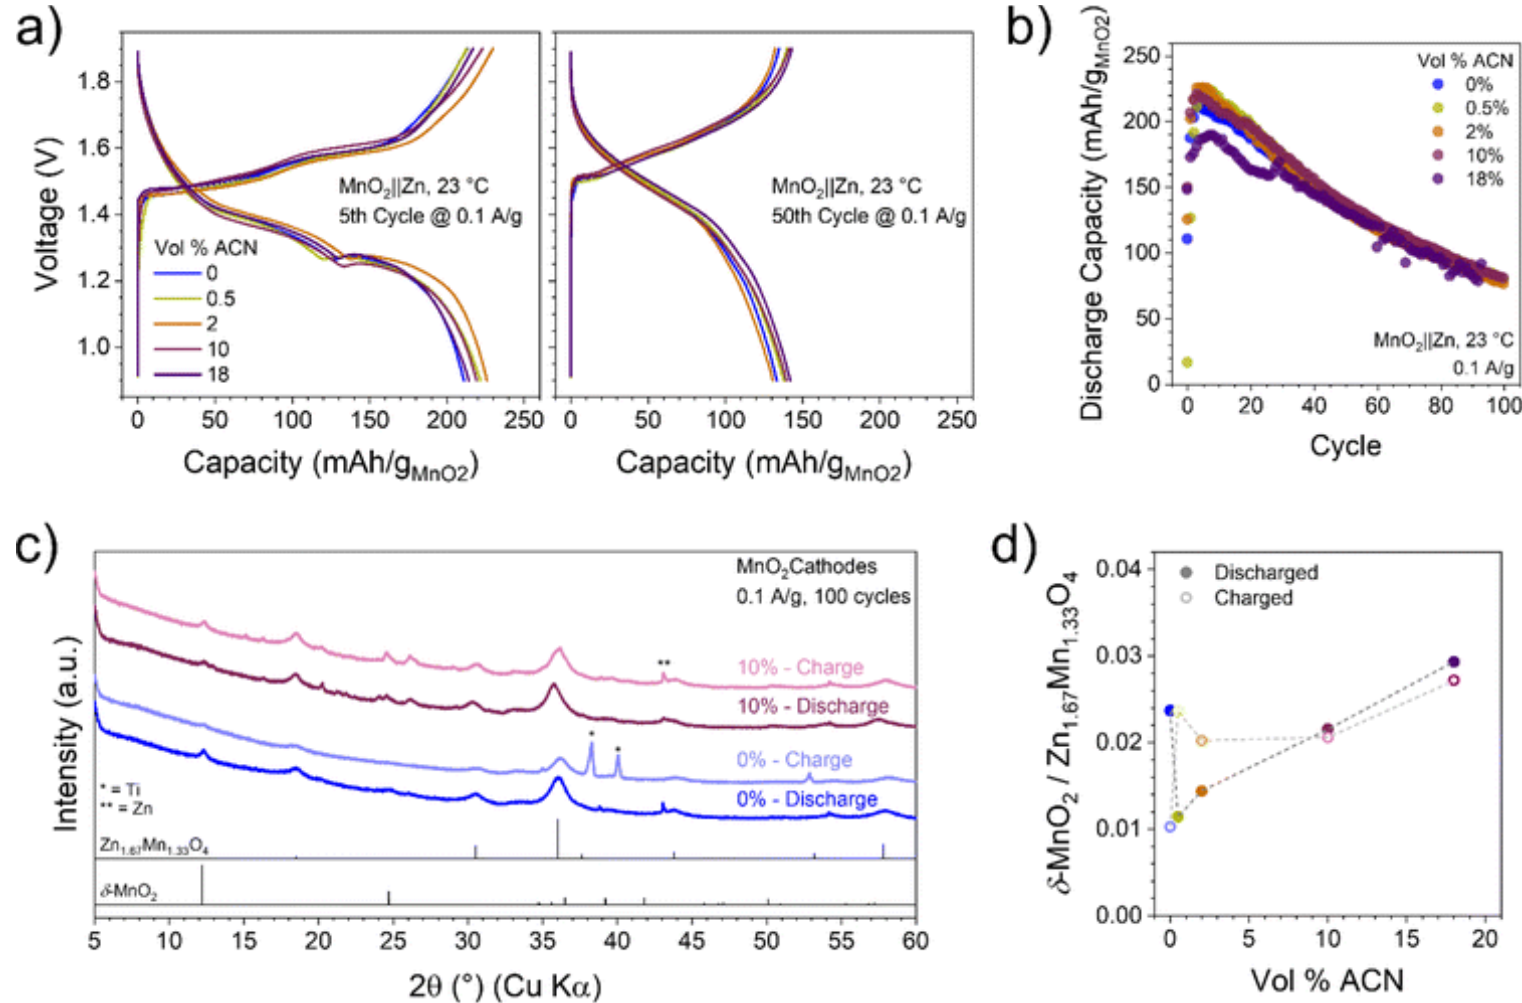 a)
Voltage (V)
1.8
1.6
1.4
1.2
1.0
MnO2||Zn, 23 °C
5th Cycle @ 0.1 A/g
Vol % ACN
0
0.5
2
10
18
0 50 100 150 200 250
Capacity (mAh/gMnO2)
MnO2||Zn, 23 °C
50th Cycle @ 0.1 A/g
0 50 100 150 200 250
Capacity (mAh/gMnO2)
b)
Discharge Capacity (mAh/gMnO2)
250
200
150
100
50
0
Vol % ACN
0%
0.5%
2%
10%
18%
MnO2||Zn, 23 °C
0.1 A/g
0 20 40 60 80 100
Cycle
c)
Intensity (a.u.)
MnO2Cathodes
0.1 A/g, 100 cycles
**
10% - Charge
10% - Discharge
* *
0% - Charge
0% - Discharge
* = Ti
** = Zn
Zn1.67Mn1.33O4
δ-MnO2
5 10 15 20 25 30 35 40 45 50 55 60
2θ (°) (Cu Kα)
d)
δ-MnO2 / Zn1.67Mn1.33O4
0.04
0.03
0.02
0.01
0.00
Discharged
Charged
0 5 10 15 20
Vol % ACN